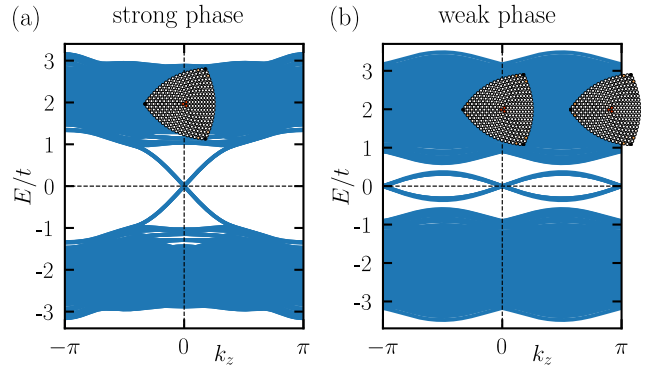 (a) strong phase
(b) weak phase
E/t
3
2
1
0
-1
-2
-3
−π 0 π
k_z
E/t
3
2
1
0
-1
-2
-3
−π 0 π
k_z